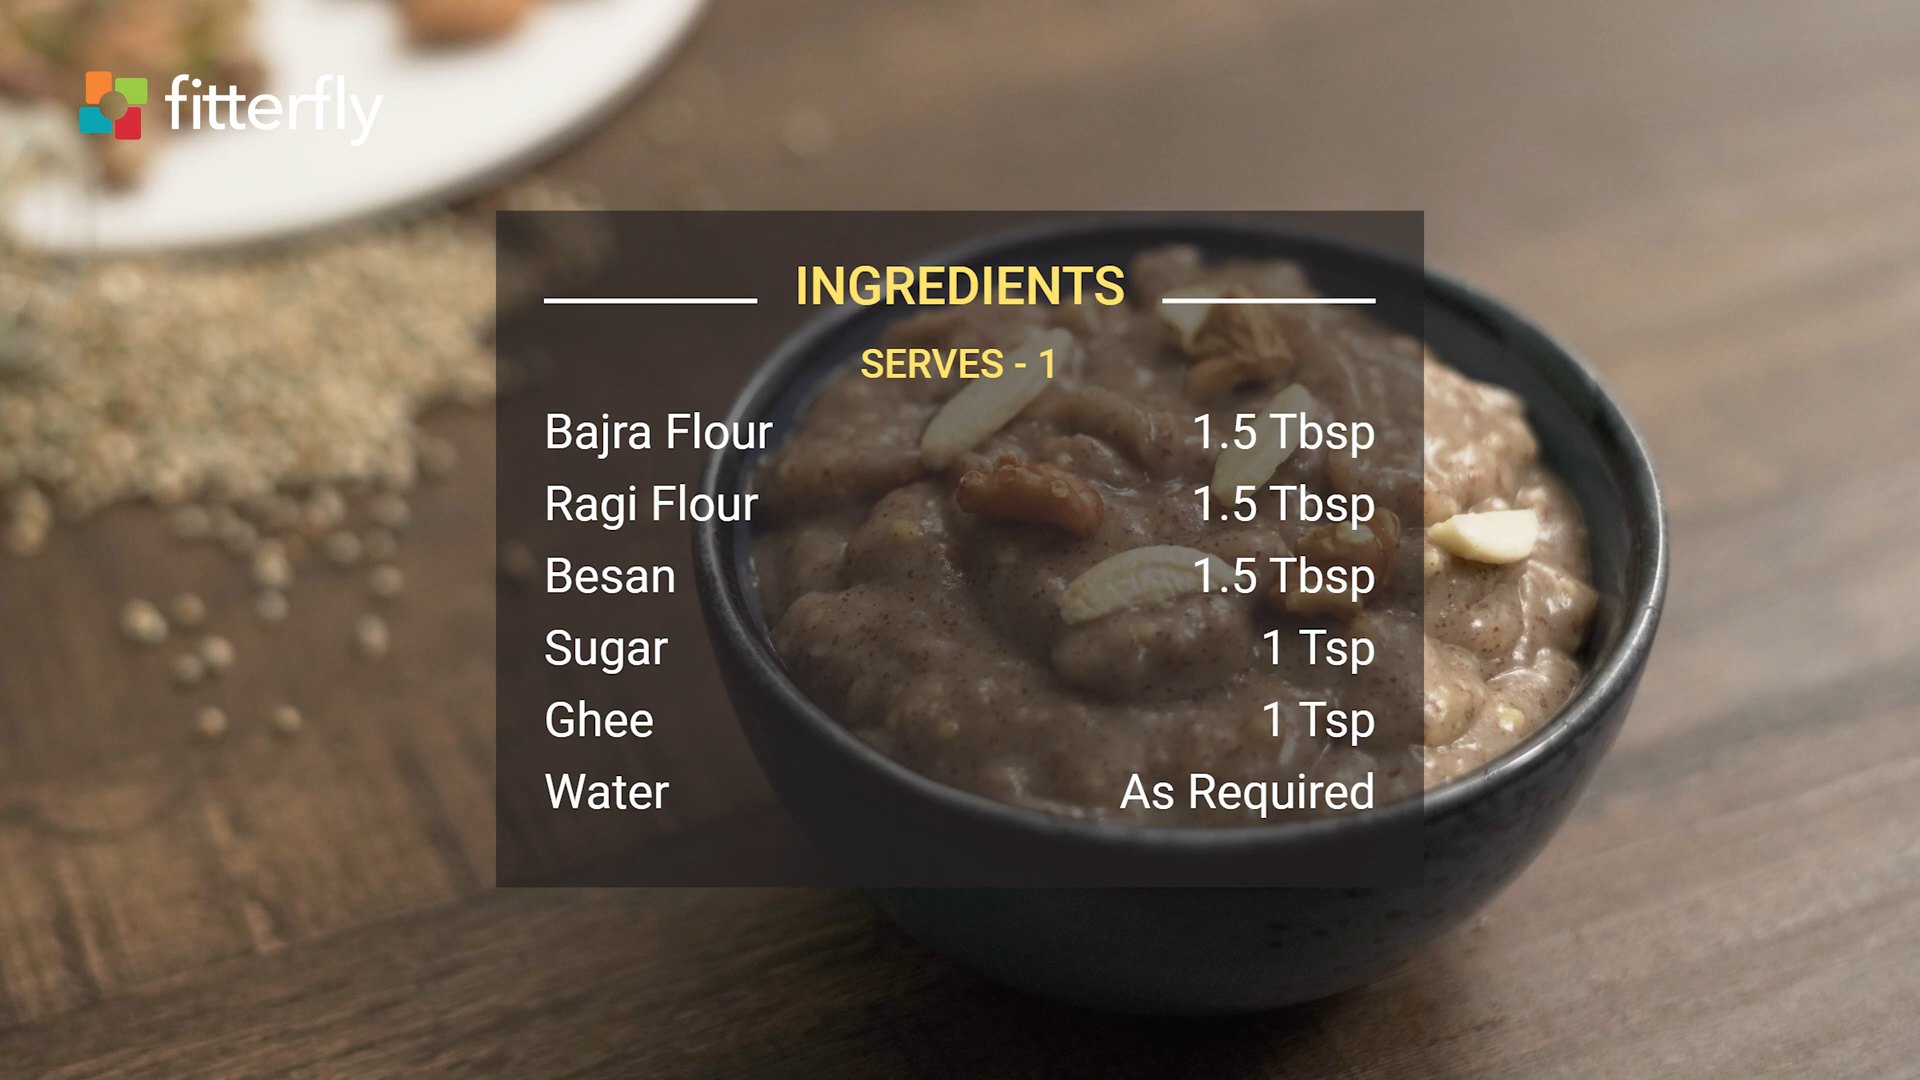 fitterfly
INGREDIENTS
SERVES - 1
Bajra Flour 1.5 Tbsp
Ragi Flour 1.5 Tbsp
Besan 1.5 Tbsp
Sugar 1 Tsp
Ghee 1 Tsp
Water As Required